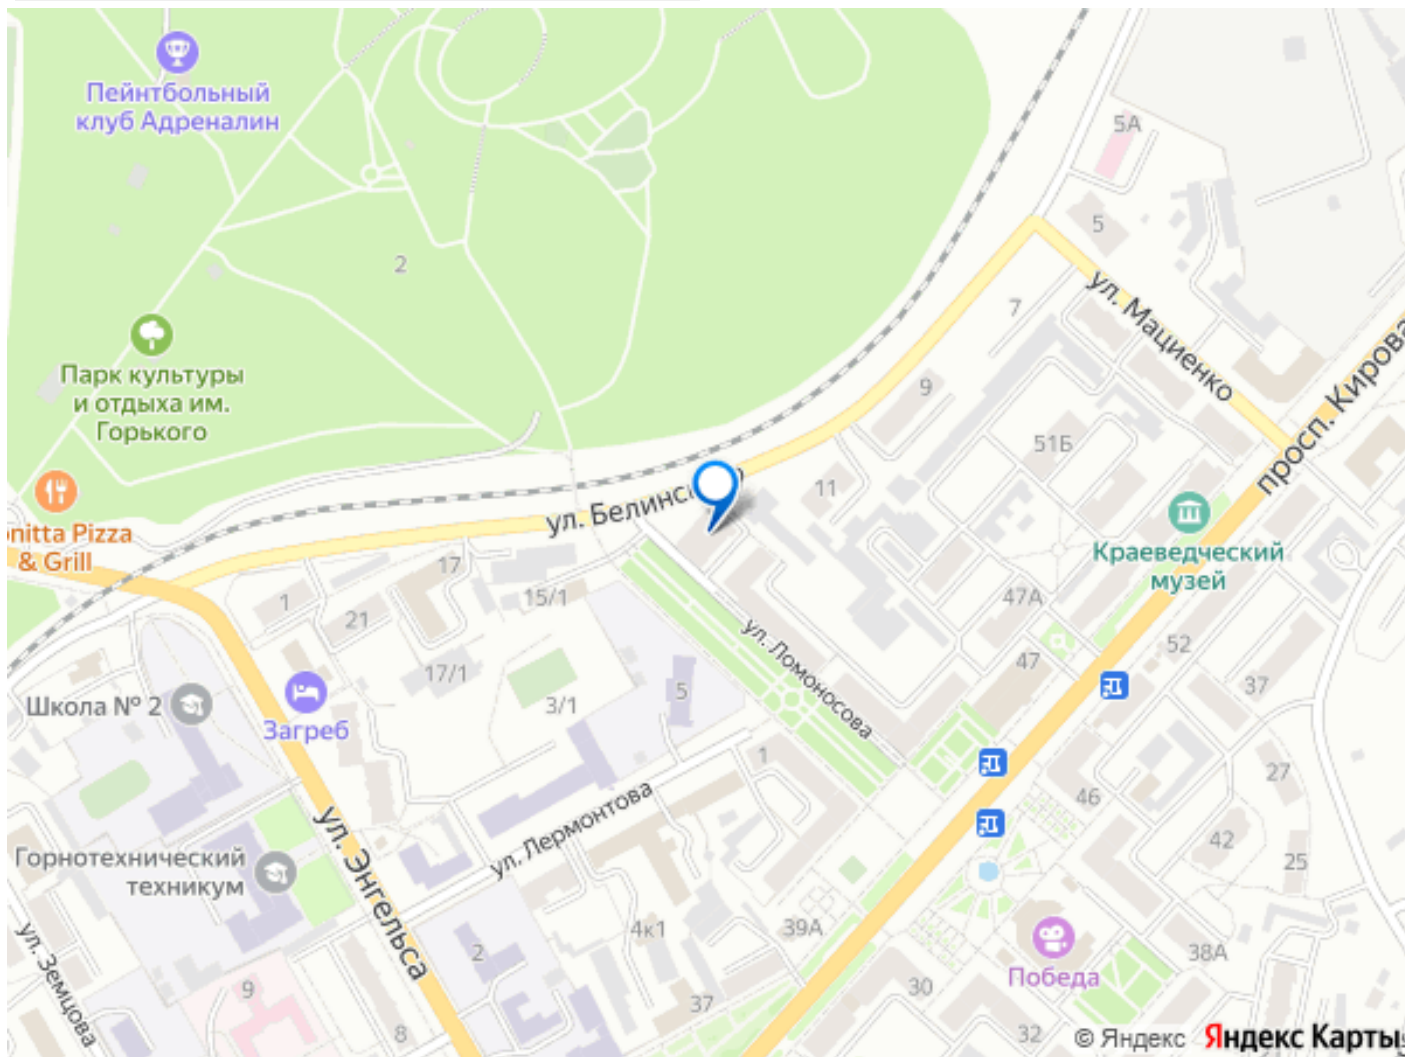 Пейнтбольный
клуб Адреналин
5А
5
2
ул. Мациенко
7
просп. Кирова
Парк культуры
и отдыха им.
Горького
9
51Б
11
ул.
nitta Pizza
& Grill
Краеведческий
музей
17
15/1
47А
1
21
ул. Ломоносова
52
47
17/1
5
37
Школа № 2
3/1
Загреб
1
27
46
ул. Лермонтова
42
ул. Энгельса
25
Горнотехнический
техникум
4к1
39А
2
38А
Победа
ул. Земцова
9
30
37
8
32
© Яндекс
Яндекс Карты